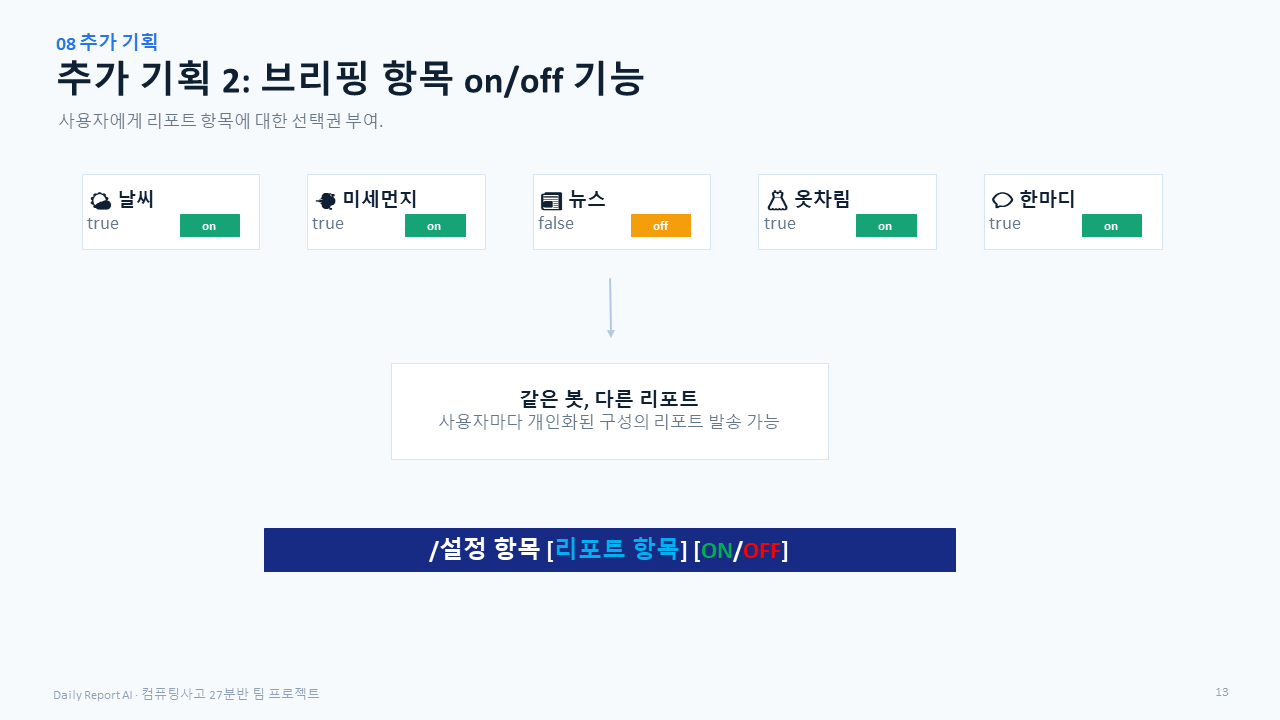 08 추가 기획
추가 기획 2: 브리핑 항목 on/off 기능
사용자에게 리포트 항목에 대한 선택권 부여.
날씨
true on
미세먼지
true on
뉴스
false off
옷차림
true on
한마디
true on
같은 봇, 다른 리포트
사용자마다 개인화된 구성의 리포트 발송 가능
/설정 항목 [리포트 항목] [ON/OFF]
Daily Report AI · 컴퓨팅사고 27분반 팀 프로젝트
13